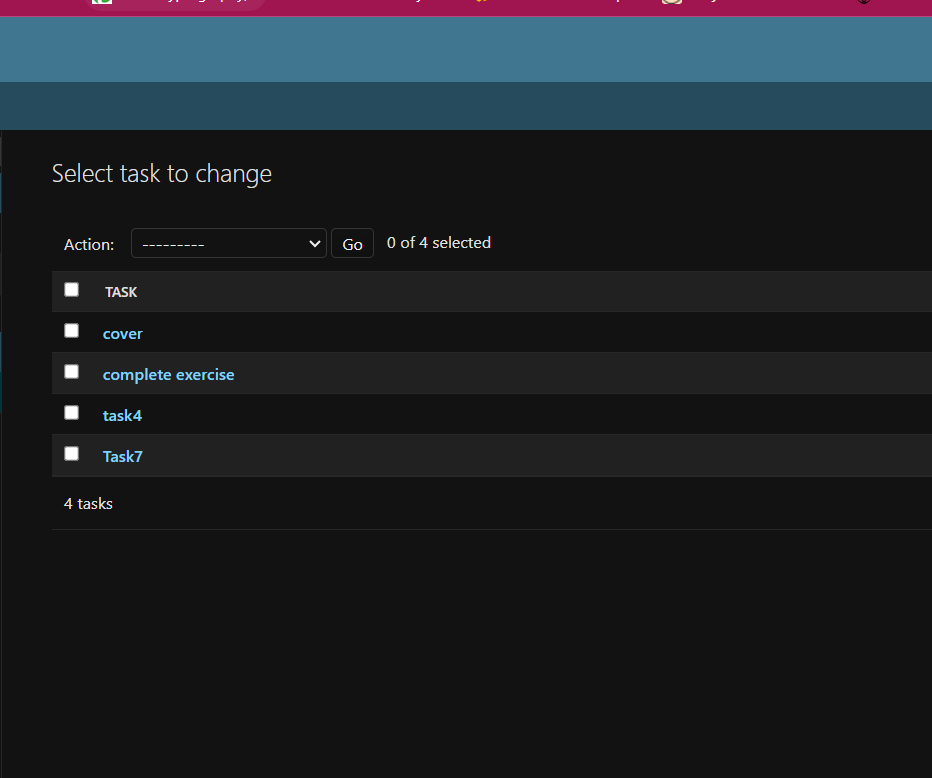 Select task to change
Action: --------- Go 0 of 4 selected
TASK
cover
complete exercise
task4
Task7
4 tasks